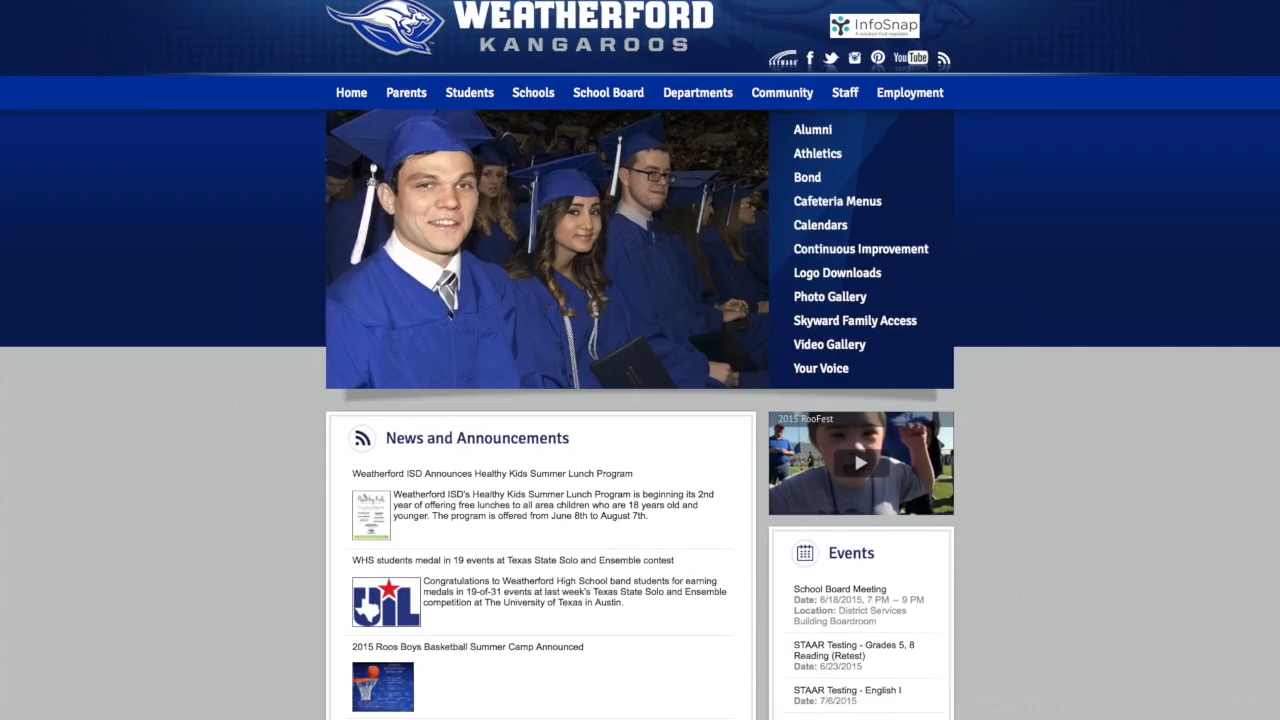 WEATHERFORD
KANGAROOS
InfoSnap
SKYWARD
You Tube
Home Parents Students Schools School Board Departments Community Staff Employment
Alumni
Athletics
Bond
Cafeteria Menus
Calendars
Continuous Improvement
Logo Downloads
Photo Gallery
Skyward Family Access
Video Gallery
Your Voice
News and Announcements
Weatherford ISD Announces Healthy Kids Summer Lunch Program
Weatherford ISD's Healthy Kids Summer Lunch Program is beginning its 2nd
year of offering free lunches to all area children who are 18 years old and
younger. The program is offered from June 8th to August 7th.
WHS students medal in 19 events at Texas State Solo and Ensemble contest
UIL
Congratulations to Weatherford High School band students for earning
medals in 19-of-31 events at last week's Texas State Solo and Ensemble
competition at The University of Texas in Austin.
2015 Roos Boys Basketball Summer Camp Announced
2015 RooFest
Events
School Board Meeting
Date: 6/18/2015, 7 PM – 9 PM
Location: District Services
Building Boardroom
STAAR Testing - Grades 5, 8
Reading (Retest)
Date: 6/23/2015
STAAR Testing - English I
Date: 7/6/2015